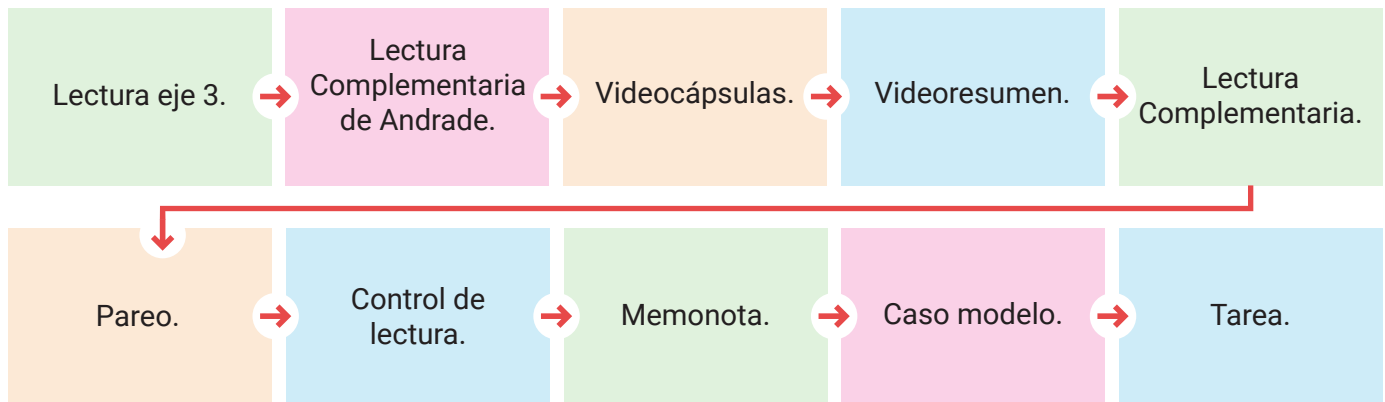 Lectura eje 3.
Lectura
Complementaria
de Andrade.
Videocápsulas.
Videoresumen.
Lectura
Complementaria.
Pareo.
Control de
lectura.
Memonota.
Caso modelo.
Tarea.